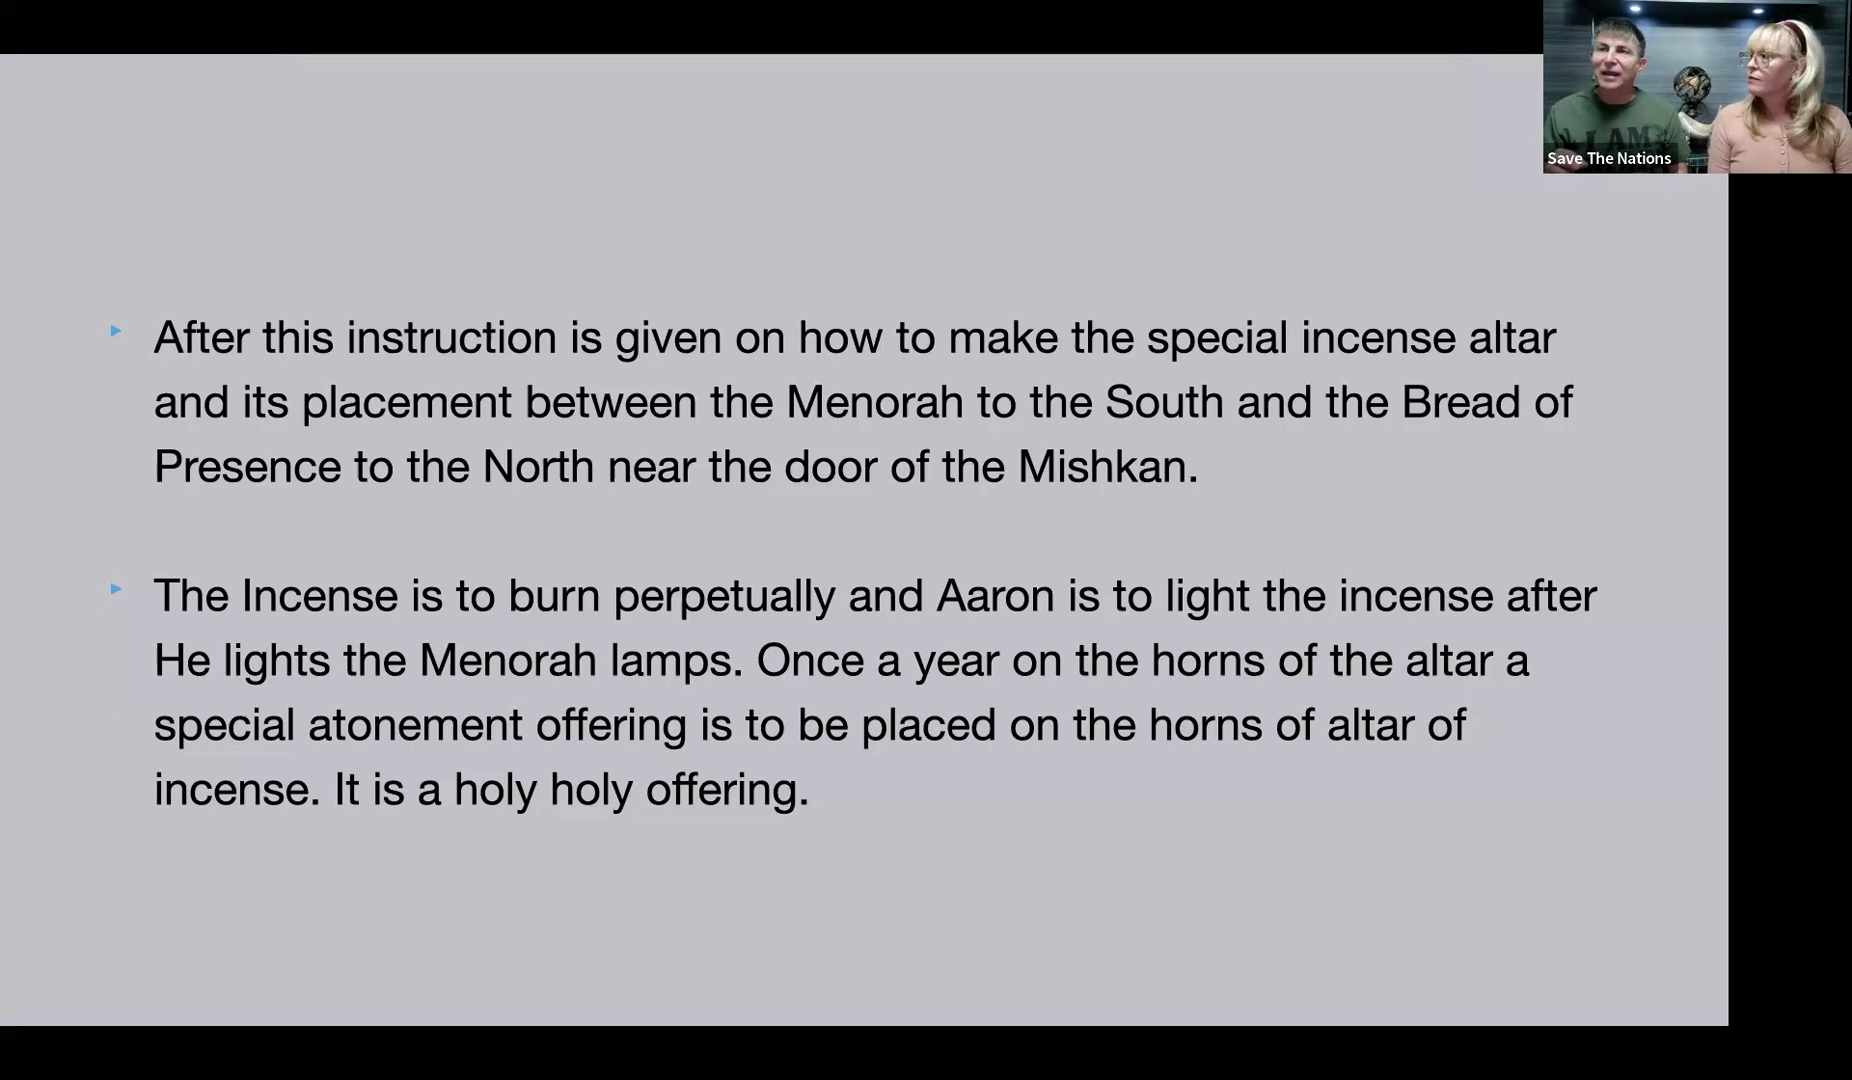 After this instruction is given on how to make the special incense altar
and its placement between the Menorah to the South and the Bread of
Presence to the North near the door of the Mishkan.
The Incense is to burn perpetually and Aaron is to light the incense after
He lights the Menorah lamps. Once a year on the horns of the altar a
special atonement offering is to be placed on the horns of altar of
incense. It is a holy holy offering.
I AM
Save The Nations